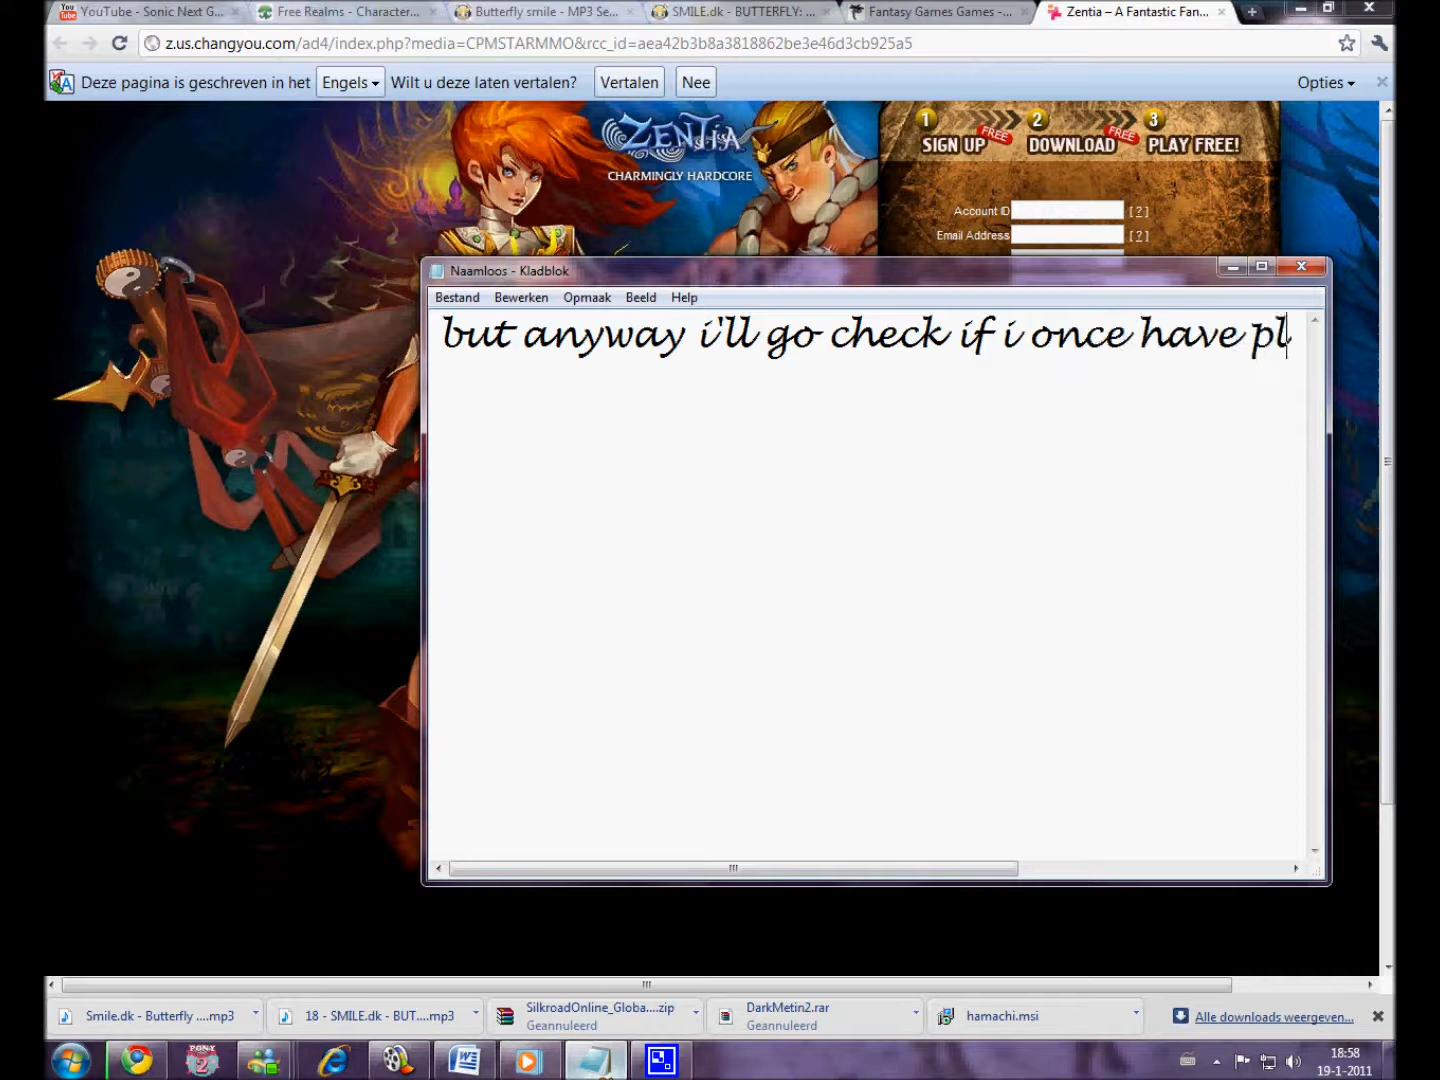 YouTube - Sonic Next G...
Free Realms - Character...
Butterfly smile - MP3 Se...
SMILE.dk - BUTTERFLY: ...
Fantasy Games Games -...
Zentia – A Fantastic Fan...
z.us.changyou.com/ad4/index.php?media=CPMSTARMMO&rcc_id=aea42b3b8a3818862be3e46d3cb925a5
Deze pagina is geschreven in het Engels Wilt u deze laten vertalen? Vertalen Nee Opties
ZENTIA
CHARMINGLY HARDCORE
1 2 3
SIGN UP FREE DOWNLOAD FREE PLAY FREE!
Account ID [ ? ]
Email Address [ ? ]
Naamloos - Kladblok
Bestand Bewerken Opmaak Beeld Help
but anyway i'll go check if i once have pl
Smile.dk - Butterfly ....mp3
18 - SMILE.dk - BUT....mp3
SilkroadOnline_Globa....zip
Geannuleerd
DarkMetin2.rar
Geannuleerd
hamachi.msi
Alle downloads weergeven...
PONY
2
18:58
19-1-2011